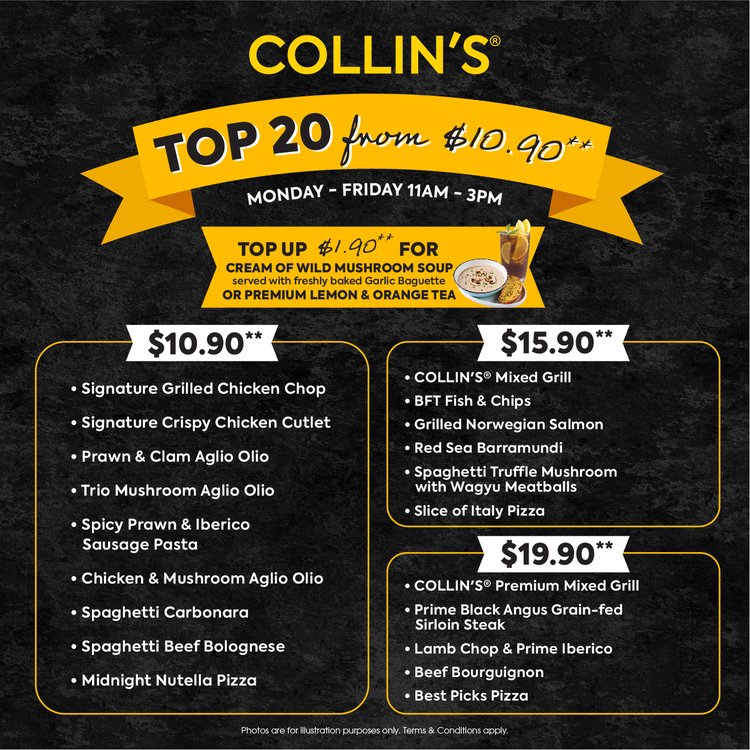 COLLIN'S®
TOP 20 from $10.90**
MONDAY - FRIDAY 11AM - 3PM
TOP UP $1.90** FOR
CREAM OF WILD MUSHROOM SOUP
served with freshly baked Garlic Baguette
OR PREMIUM LEMON & ORANGE TEA
$10.90**
• Signature Grilled Chicken Chop
• Signature Crispy Chicken Cutlet
• Prawn & Clam Aglio Olio
• Trio Mushroom Aglio Olio
• Spicy Prawn & Iberico
Sausage Pasta
• Chicken & Mushroom Aglio Olio
• Spaghetti Carbonara
• Spaghetti Beef Bolognese
• Midnight Nutella Pizza
$15.90**
• COLLIN'S® Mixed Grill
• BFT Fish & Chips
• Grilled Norwegian Salmon
• Red Sea Barramundi
• Spaghetti Truffle Mushroom
with Wagyu Meatballs
• Slice of Italy Pizza
$19.90**
• COLLIN'S® Premium Mixed Grill
• Prime Black Angus Grain-fed
Sirloin Steak
• Lamb Chop & Prime Iberico
• Beef Bourguignon
• Best Picks Pizza
Photos are for illustration purposes only. Terms & Conditions apply.